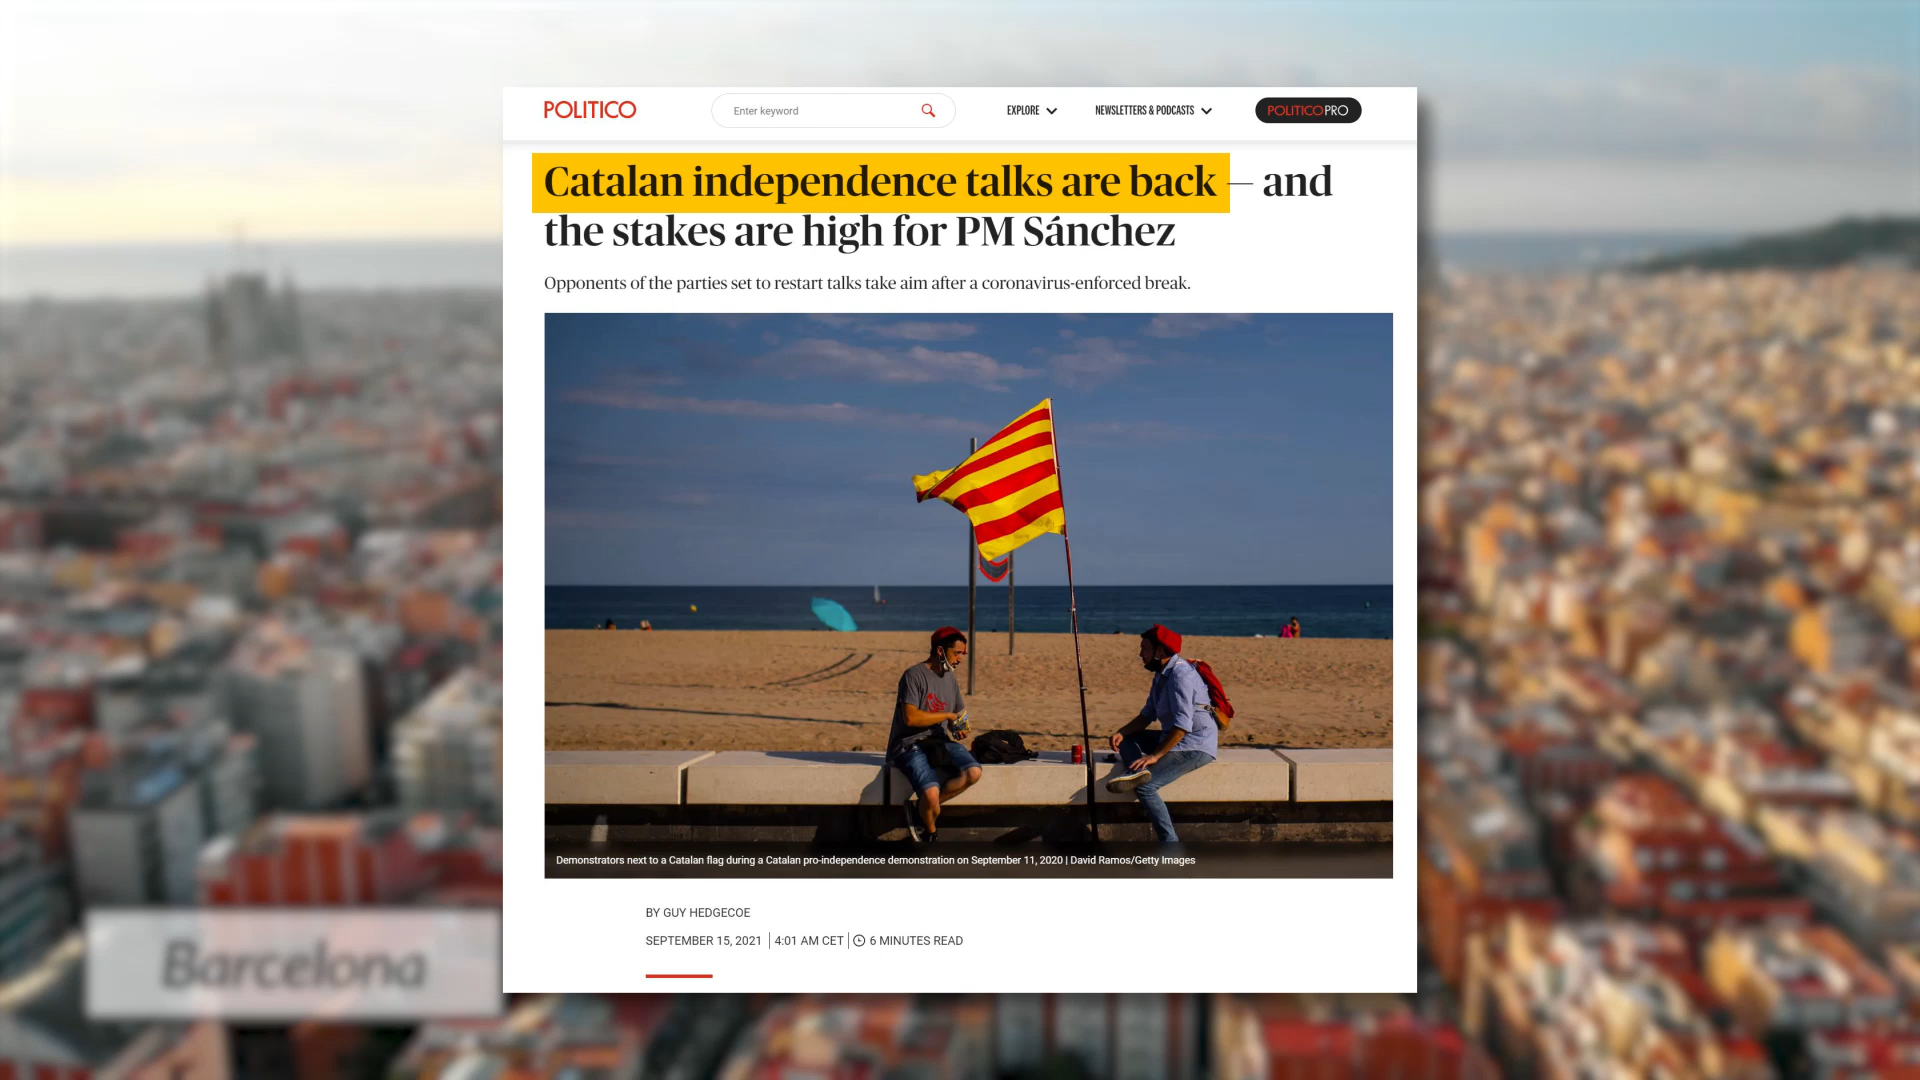 POLITICO
Enter keyword
EXPLORE
NEWSLETTERS & PODCASTS
POLITICOPRO
Catalan independence talks are back — and
the stakes are high for PM Sánchez
Opponents of the parties set to restart talks take aim after a coronavirus-enforced break.
Demonstrators next to a Catalan flag during a Catalan pro-independence demonstration on September 11, 2020 | David Ramos/Getty Images
BY GUY HEDGECOE
SEPTEMBER 15, 2021 | 4:01 AM CET | 6 MINUTES READ
Barcelona